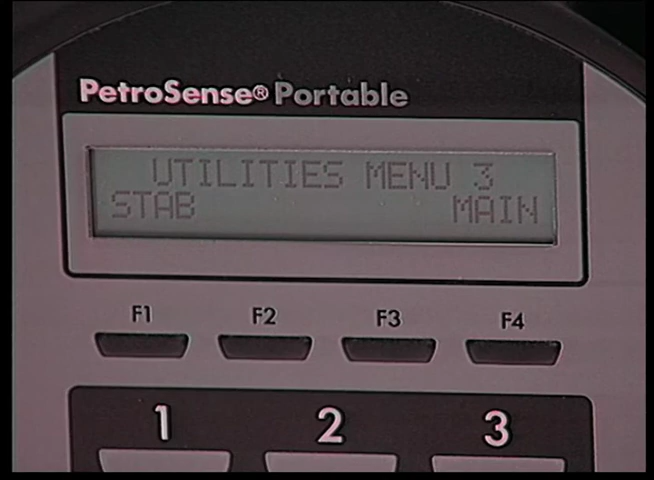 PetroSense® Portable
UTILITIES MENU 3
STAB MAIN
F1 F2 F3 F4
1 2 3